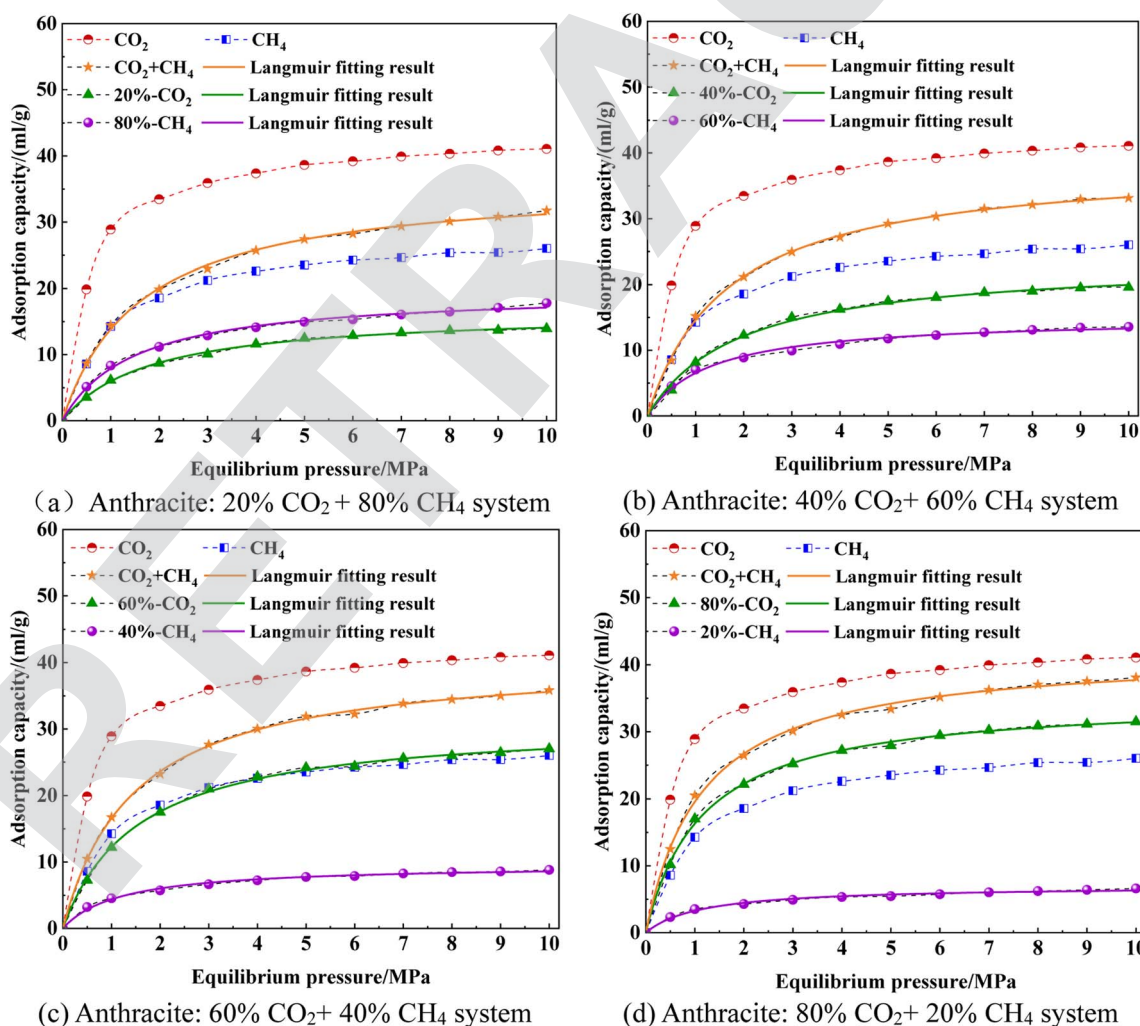 CO₂ CH₄
CO₂+CH₄ Langmuir fitting result
20%-CO₂ Langmuir fitting result
80%-CH₄ Langmuir fitting result
Adsorption capacity/(ml/g)
60
50
40
30
20
10
0
0 1 2 3 4 5 6 7 8 9 10
Equilibrium pressure/MPa
(a) Anthracite: 20% CO₂ + 80% CH₄ system
CO₂ CH₄
CO₂+CH₄ Langmuir fitting result
40%-CO₂ Langmuir fitting result
60%-CH₄ Langmuir fitting result
Adsorption capacity/(ml/g)
60
50
40
30
20
10
0
0 1 2 3 4 5 6 7 8 9 10
Equilibrium pressure/MPa
(b) Anthracite: 40% CO₂+ 60% CH₄ system
CO₂ CH₄
CO₂+CH₄ Langmuir fitting result
60%-CO₂ Langmuir fitting result
40%-CH₄ Langmuir fitting result
Adsorption capacity/(ml/g)
60
50
40
30
20
10
0
0 1 2 3 4 5 6 7 8 9 10
Equilibrium pressure/MPa
(c) Anthracite: 60% CO₂+ 40% CH₄ system
CO₂ CH₄
CO₂+CH₄ Langmuir fitting result
80%-CO₂ Langmuir fitting result
20%-CH₄ Langmuir fitting result
Adsorption capacity/(ml/g)
60
50
40
30
20
10
0
0 1 2 3 4 5 6 7 8 9 10
Equilibrium pressure/MPa
(d) Anthracite: 80% CO₂+ 20% CH₄ system